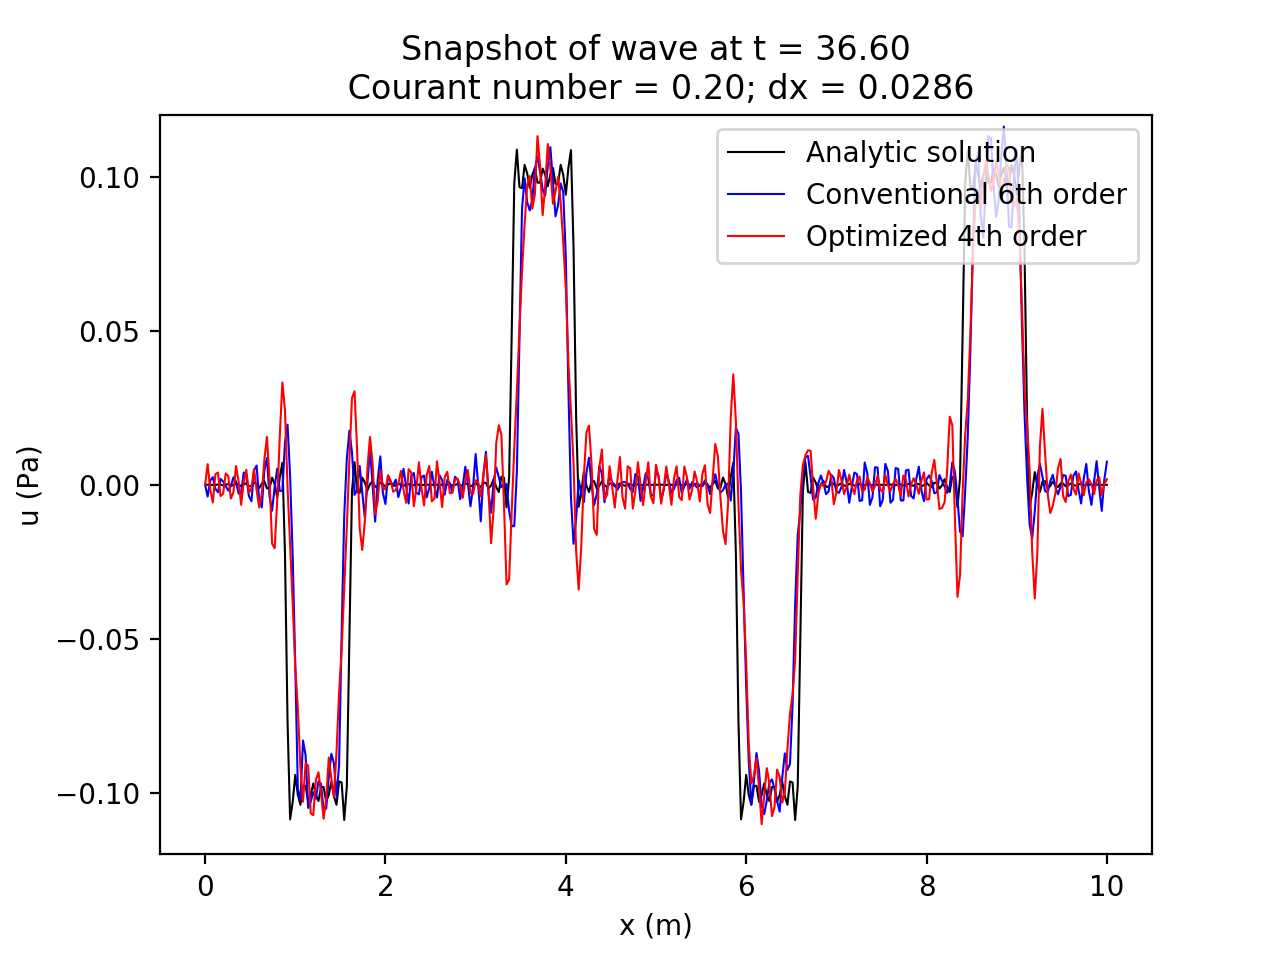 Snapshot of wave at t = 36.60
Courant number = 0.20; dx = 0.0286
Analytic solution
Conventional 6th order
Optimized 4th order
0.10
0.05
0.00
−0.05
−0.10
u (Pa)
0 2 4 6 8 10
x (m)